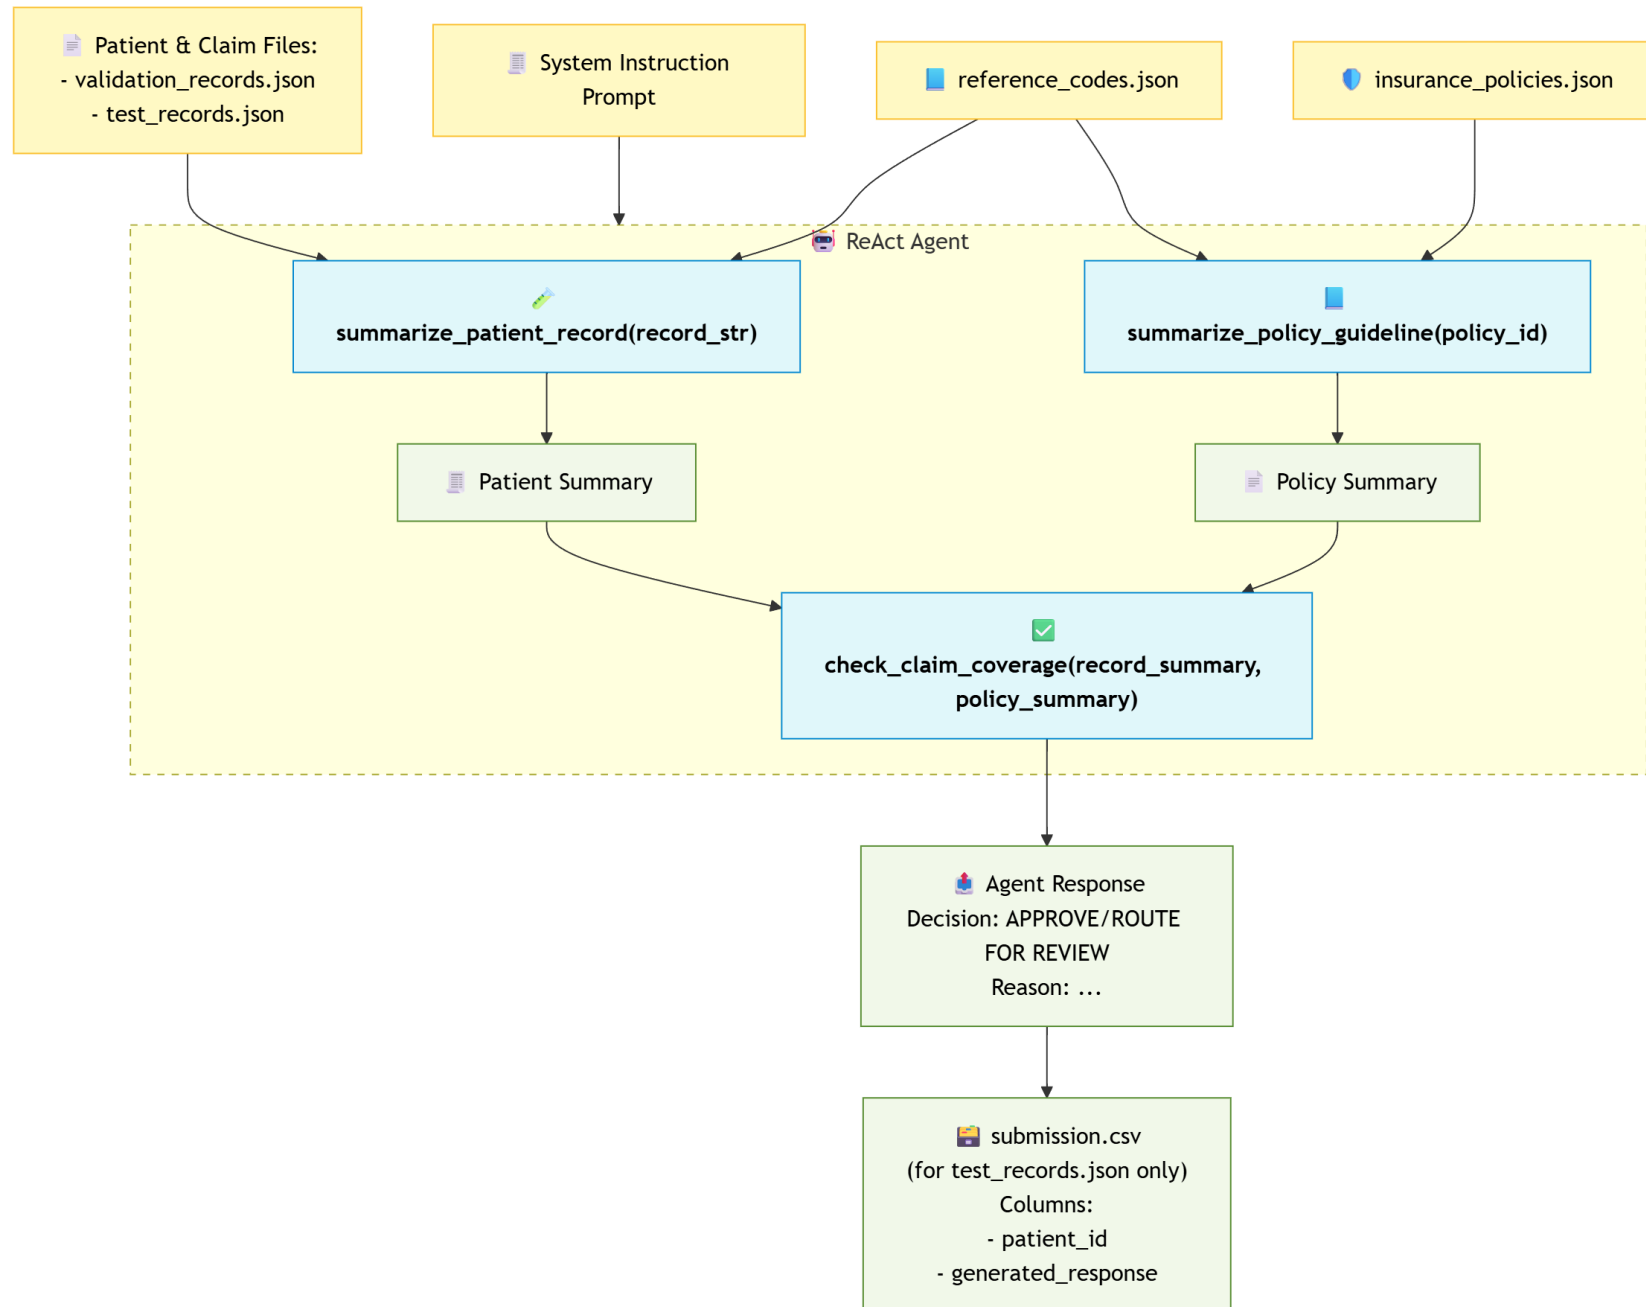 Patient & Claim Files:
- validation_records.json
- test_records.json
System Instruction
Prompt
reference_codes.json
insurance_policies.json
ReAct Agent
summarize_patient_record(record_str)
summarize_policy_guideline(policy_id)
Patient Summary
Policy Summary
check_claim_coverage(record_summary,
policy_summary)
Agent Response
Decision: APPROVE/ROUTE
FOR REVIEW
Reason: ...
submission.csv
(for test_records.json only)
Columns:
- patient_id
- generated_response